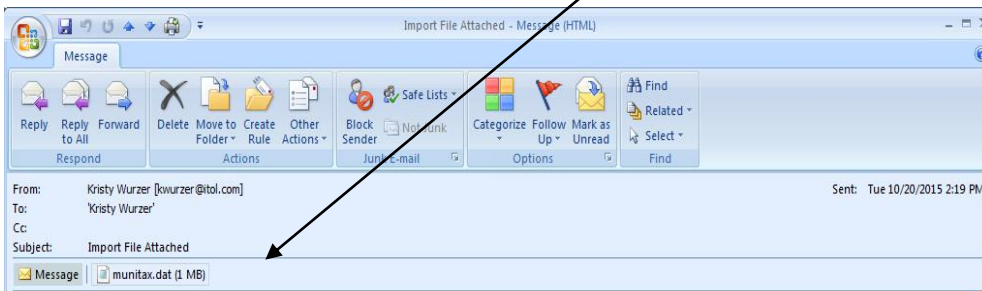 Import File Attached - Message (HTML)
Message
Reply Reply to All Forward Delete Move to Folder Create Rule Other Actions Block Sender Safe Lists Not Junk Categorize Follow Up Mark as Unread Find Related Select
Respond Actions Junk E-mail Options Find
From: Kristy Wurzer [kwurzer@itol.com] Sent: Tue 10/20/2015 2:19 PM
To: 'Kristy Wurzer'
Cc:
Subject: Import File Attached
Message munitax.dat (1 MB)